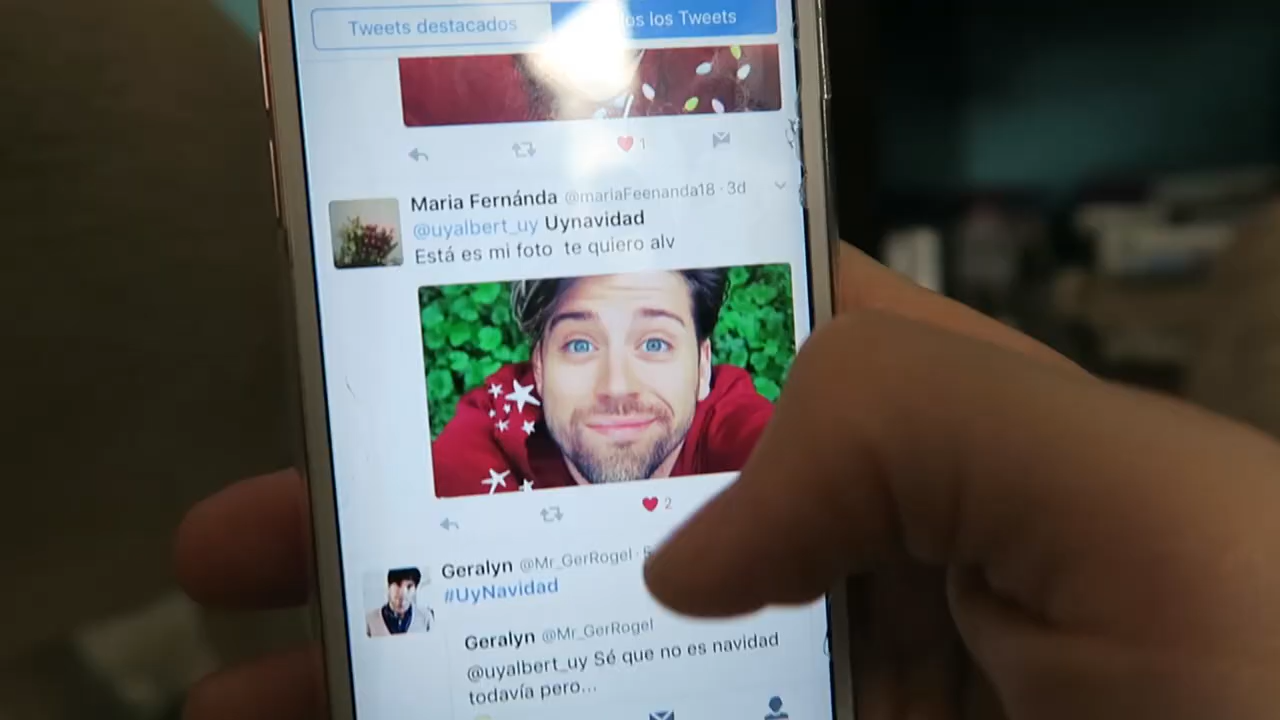 Tweets destacados
los Tweets
1
Maria Fernánda @mariaFeenanda18 · 3d
@uyalbert_uy Uynavidad
Está es mi foto te quiero alv
2
Geralyn @Mr_GerRogel ·
#UyNavidad
Geralyn @Mr_GerRogel
@uyalbert_uy Sé que no es navidad
todavía pero...